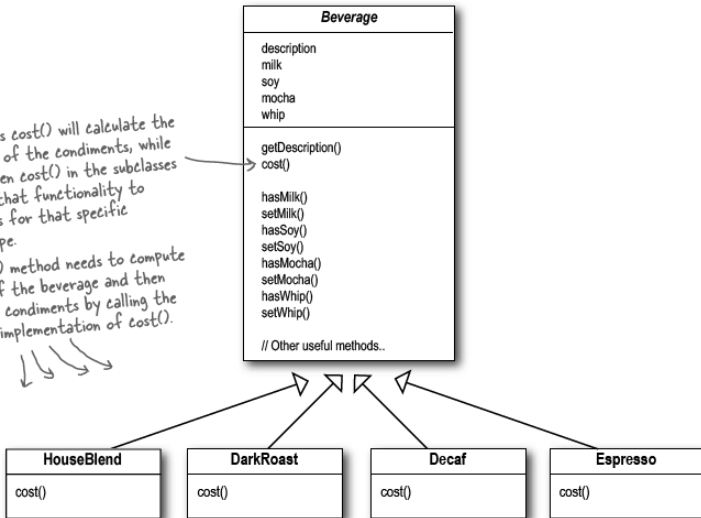 Beverage
description
milk
soy
mocha
whip
getDescription()
cost()
hasMilk()
setMilk()
hasSoy()
setSoy()
hasMocha()
setMocha()
hasWhip()
setWhip()
// Other useful methods..
cost() will calculate the
of the condiments, while
cost() in the subclasses
that functionality to
for that specific
method needs to compute
the beverage and then
condiments by calling the
implementation of cost().
HouseBlend
cost()
DarkRoast
cost()
Decaf
cost()
Espresso
cost()